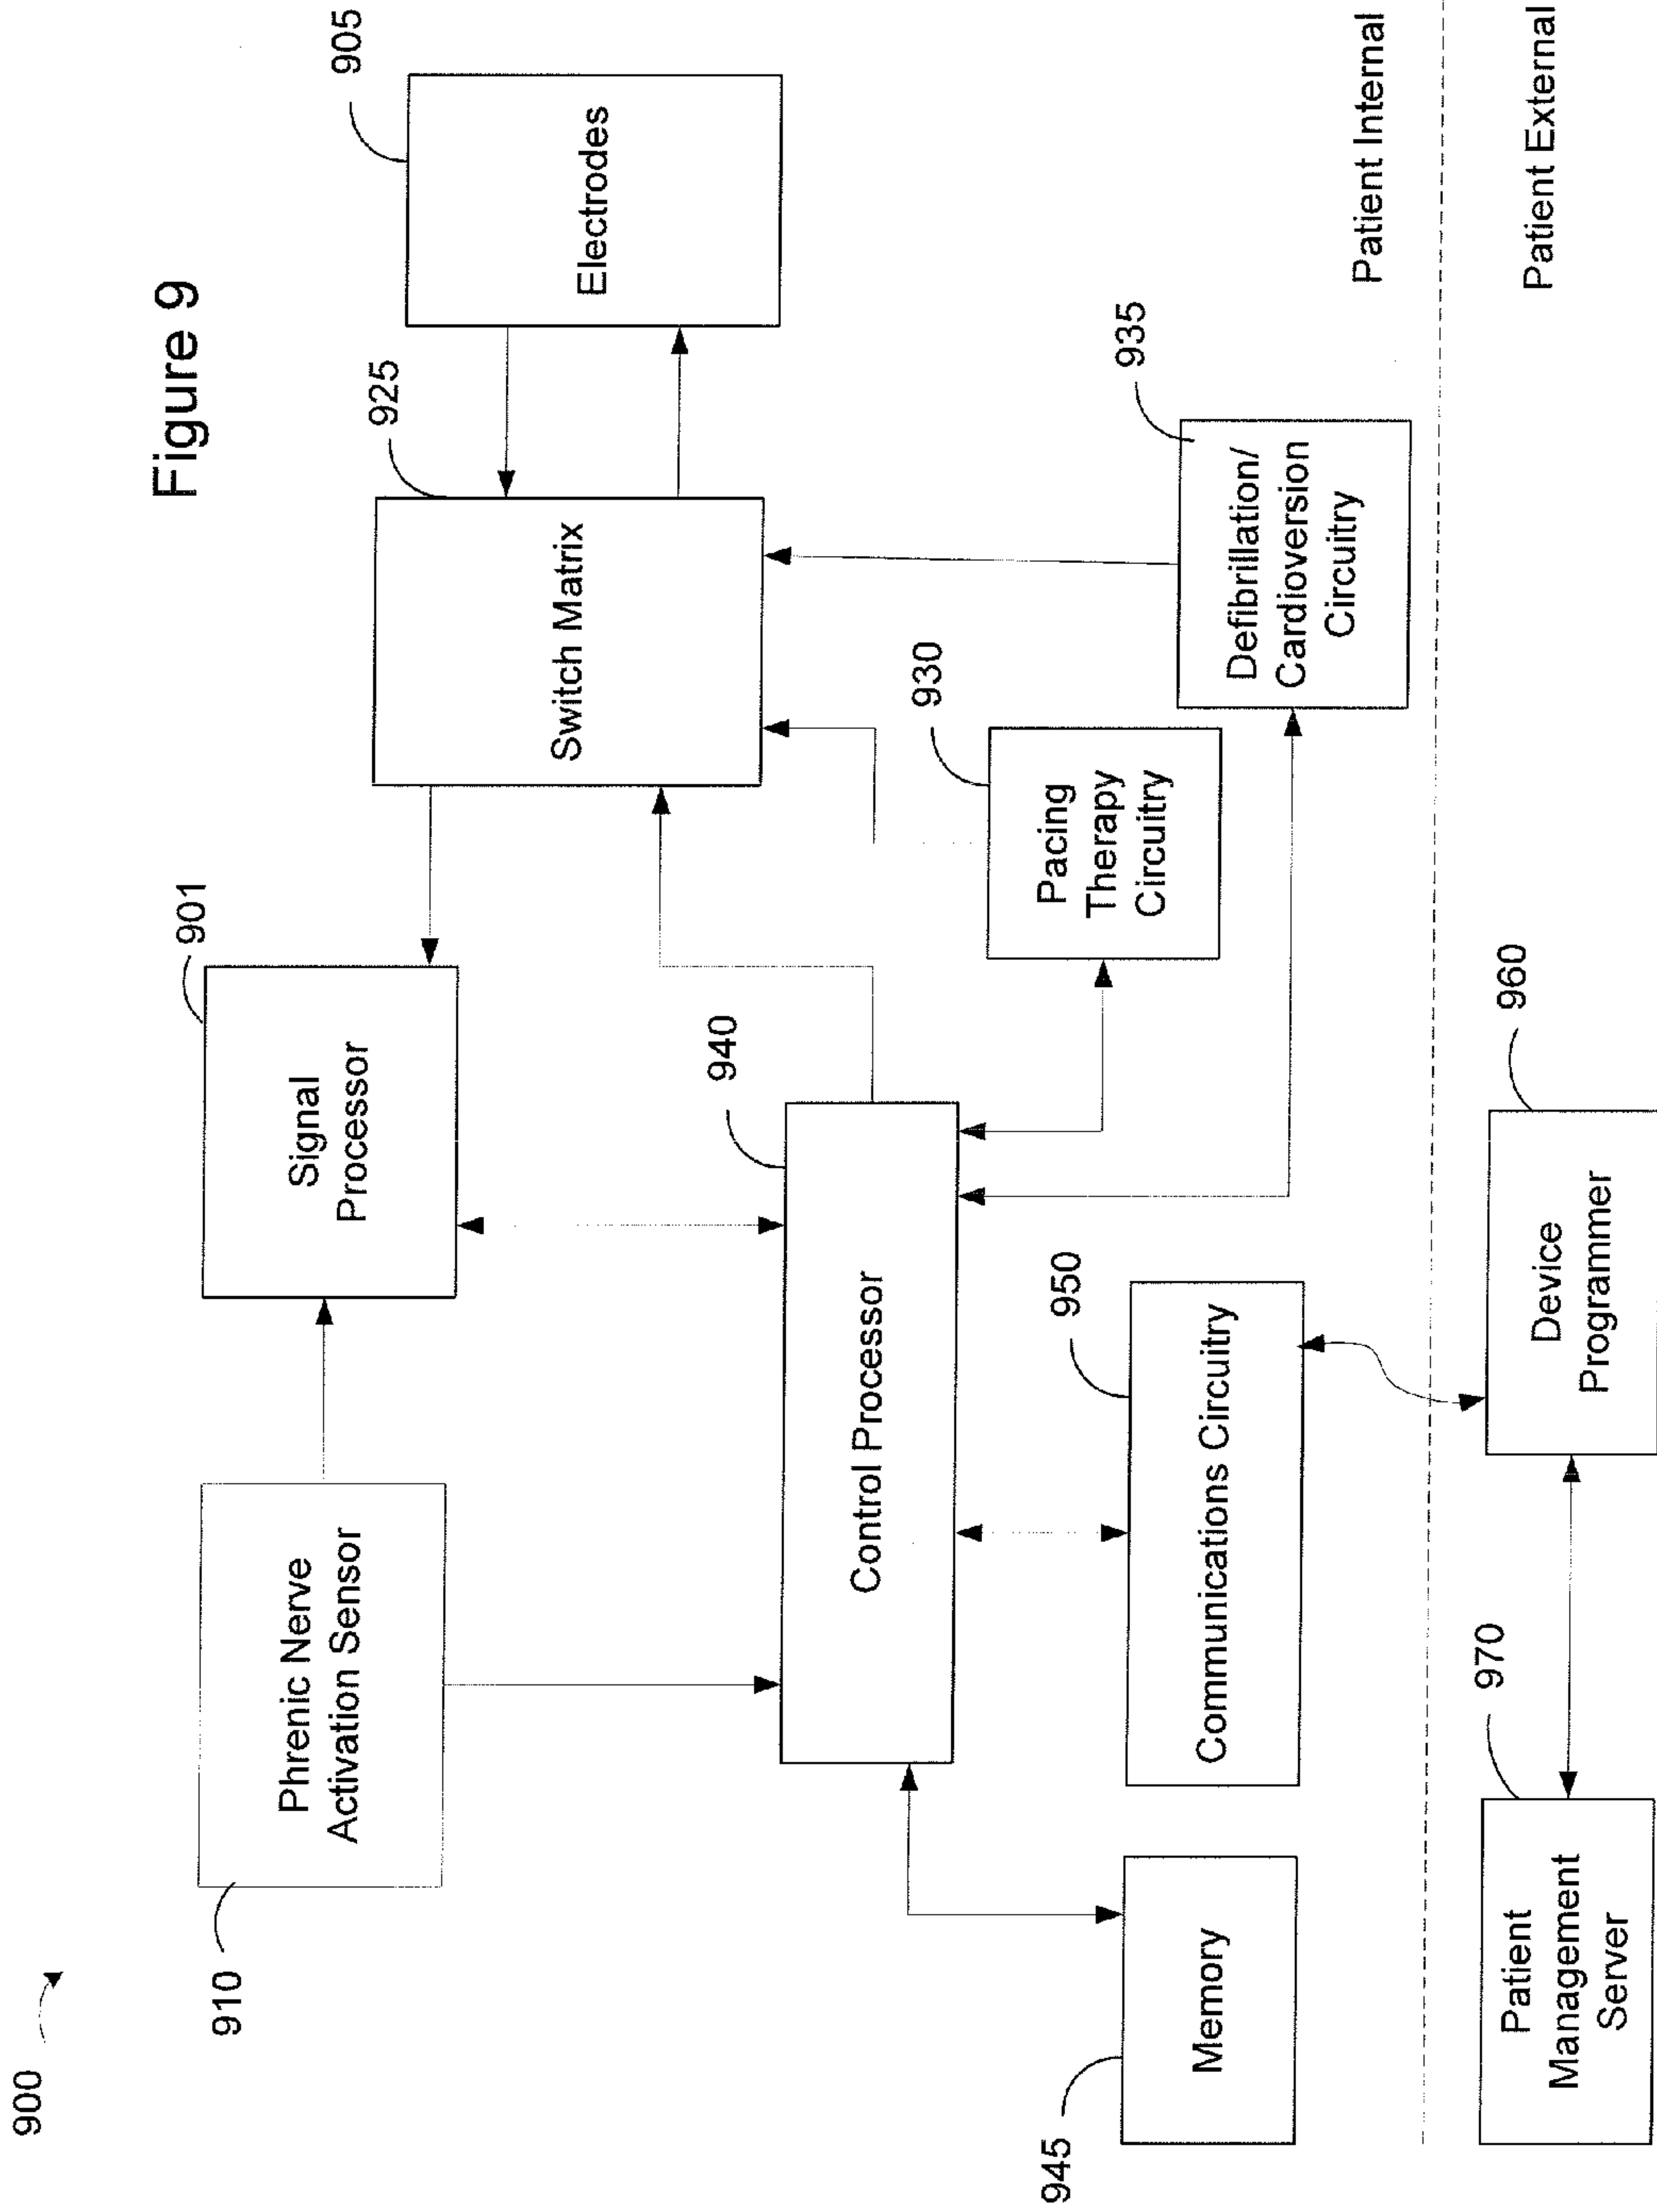 900
Figure 9
910
Phrenic Nerve
Activation Sensor
901
Signal
Processor
925
Switch Matrix
905
Electrodes
940
Control Processor
930
Pacing
Therapy
Circuitry
935
Defibrillation/
Cardioversion
Circuitry
945
Memory
950
Communications Circuitry
Patient Internal
Patient External
970
Patient
Management
Server
960
Device
Programmer